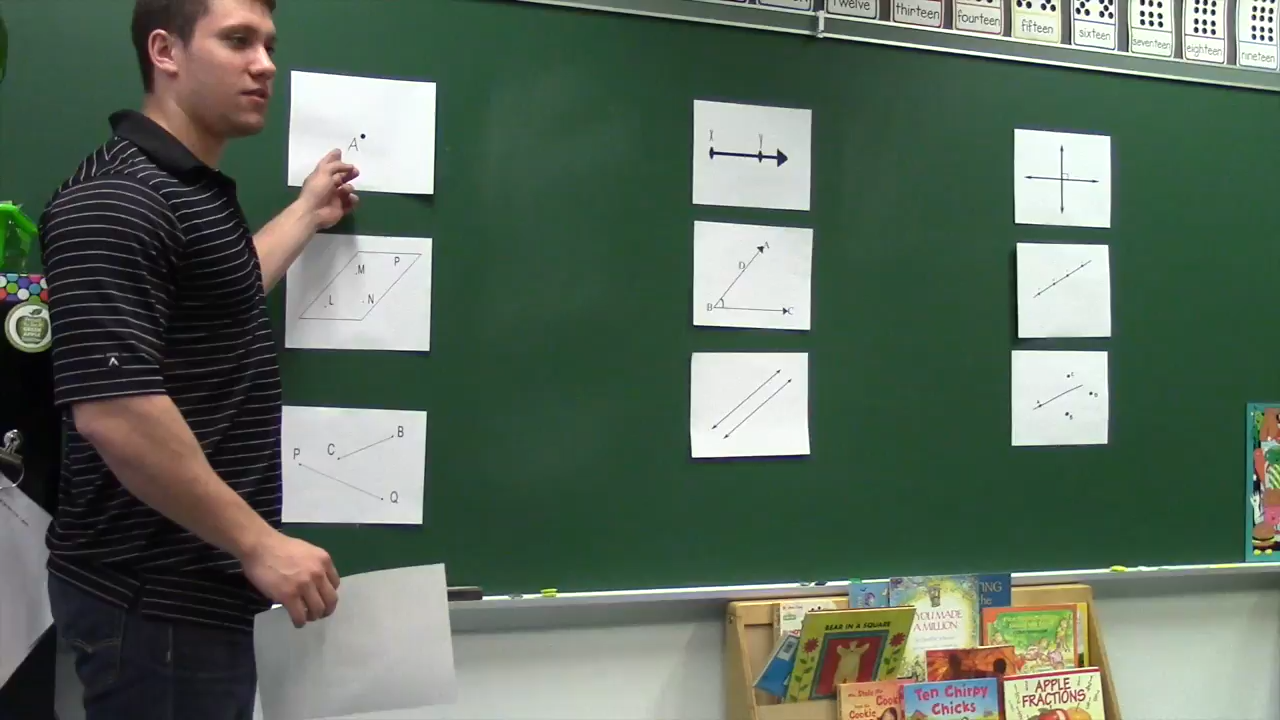 twelve
thirteen
fourteen
fifteen
sixteen
seventeen
eighteen
nineteen
A
X Y
A
D
B C
M P
L N
P C B
Q
C
A D
B
BEAR IN A SQUARE
YOU MADE
A MILLION
Ten Chirpy
Chicks
APPLE
FRACTIONS